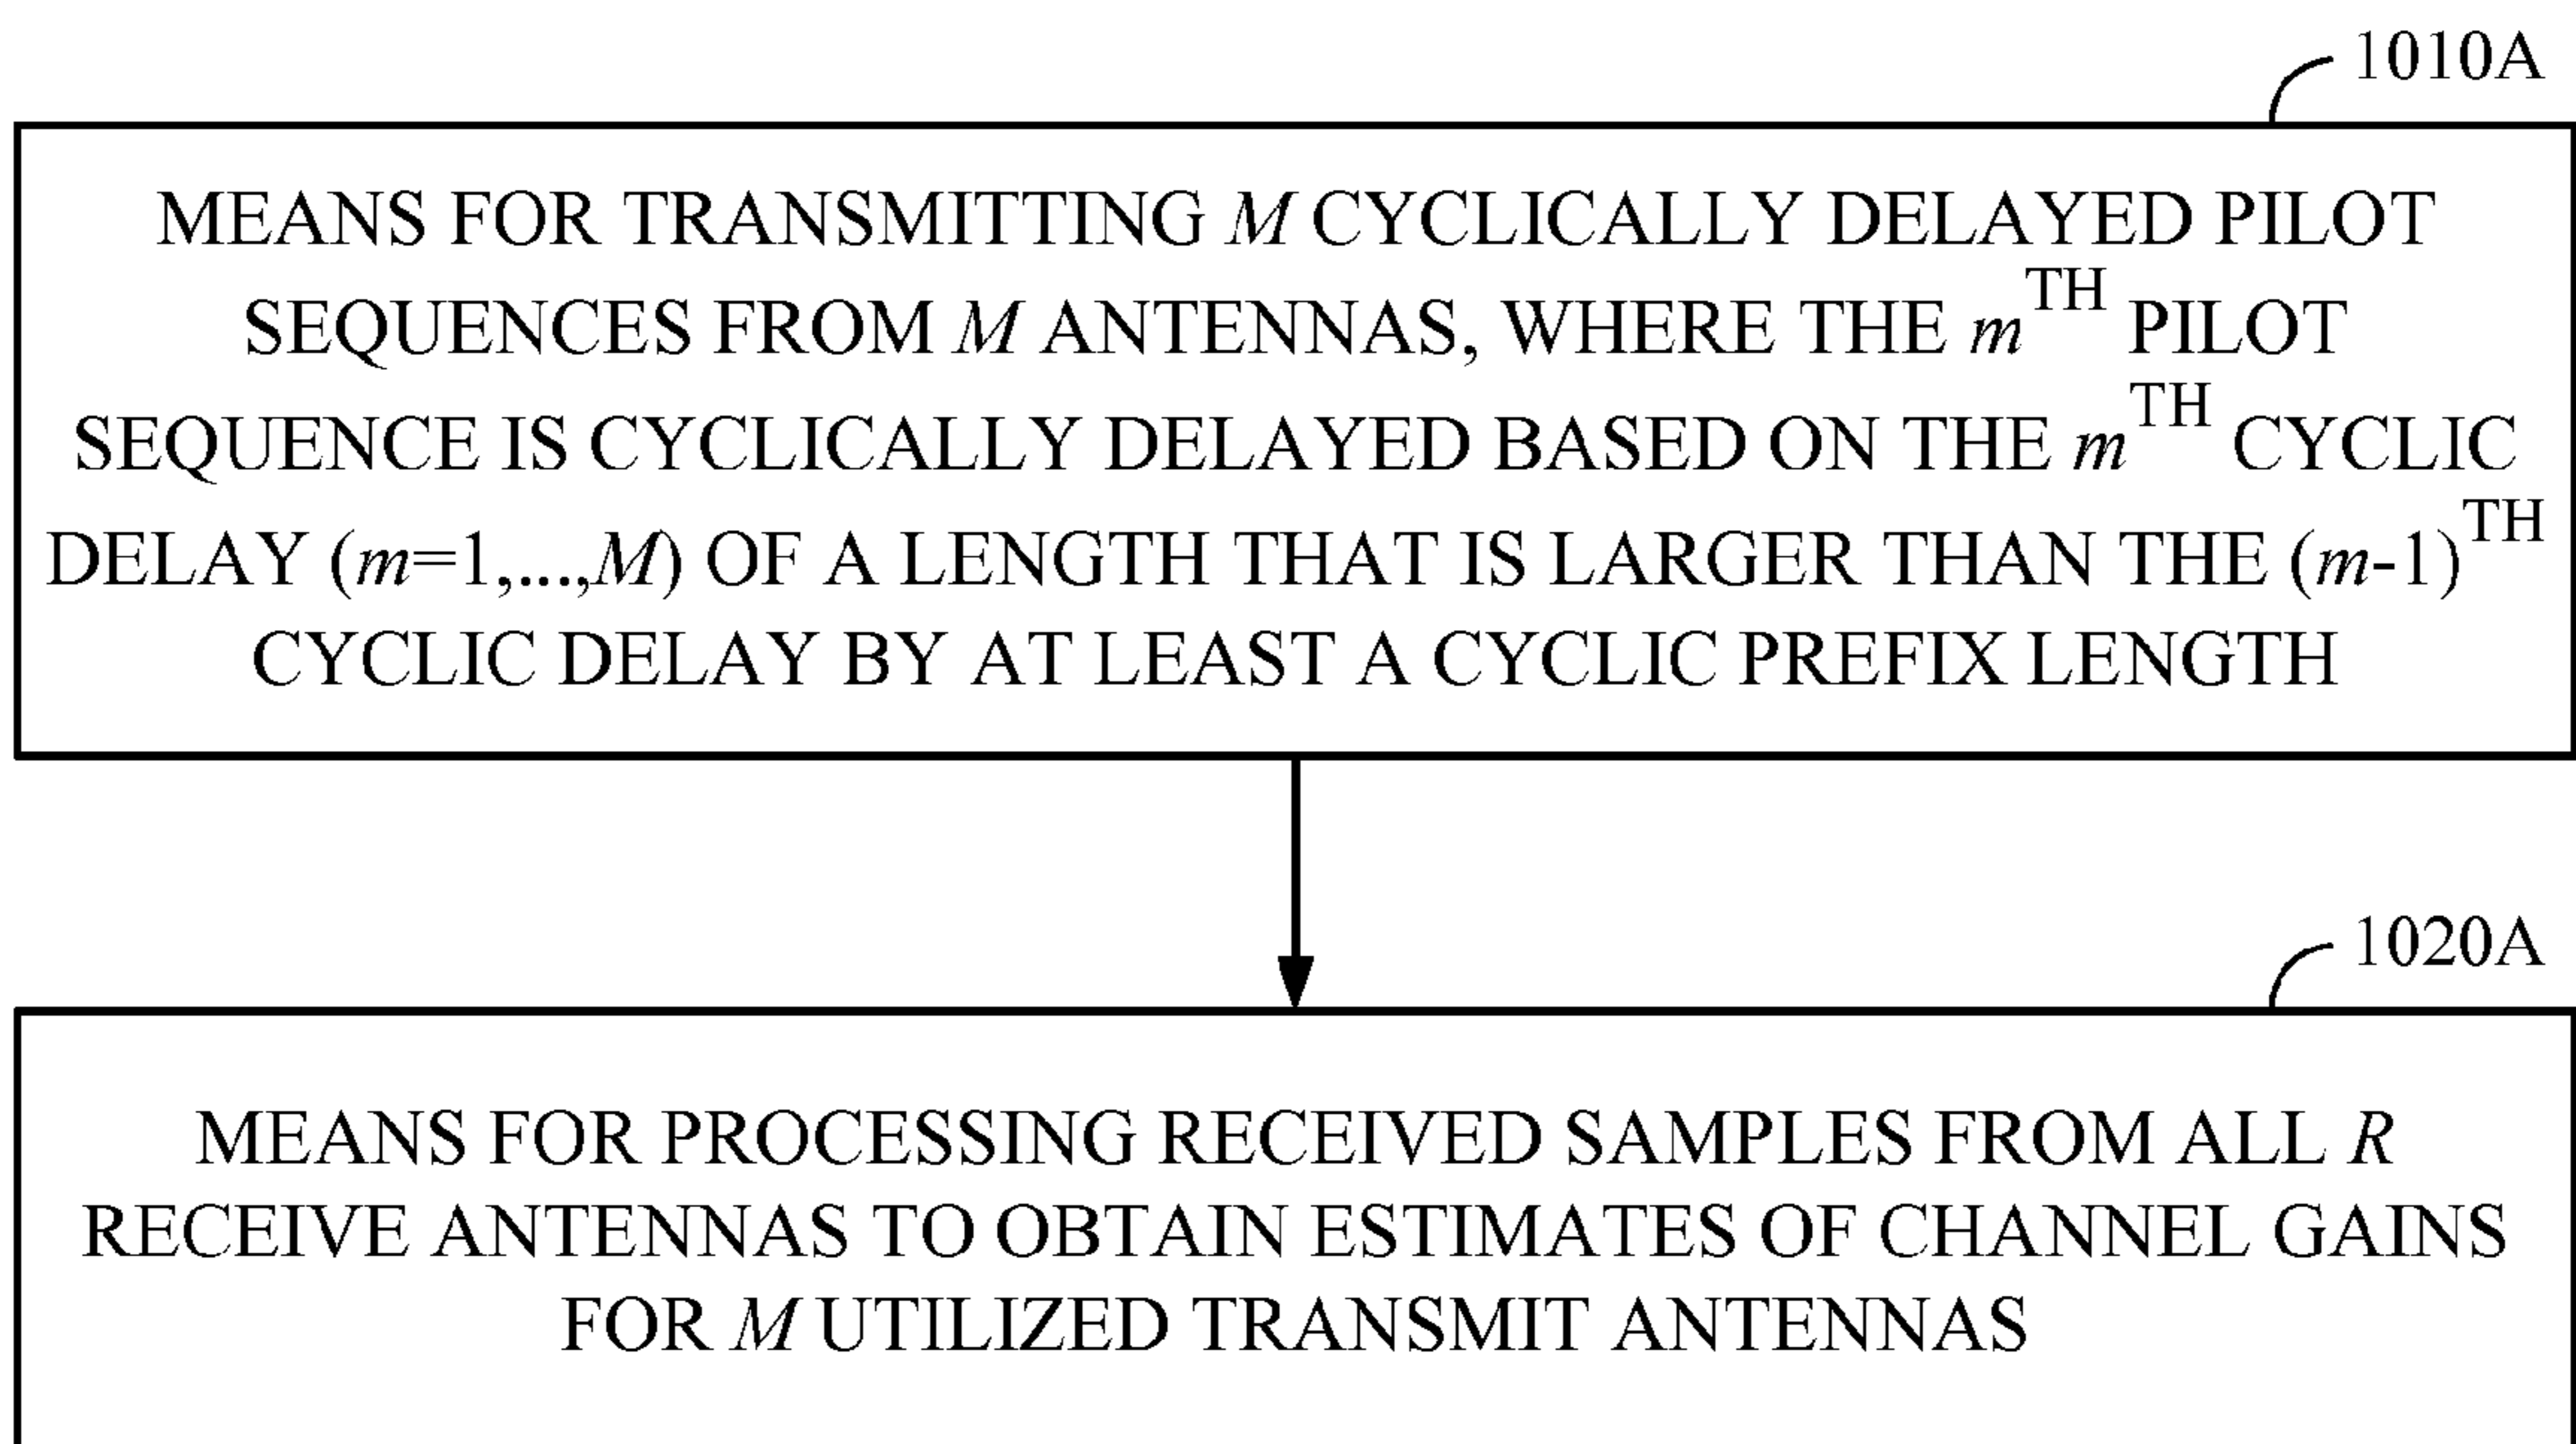 1010A
MEANS FOR TRANSMITTING M CYCLICALLY DELAYED PILOT
SEQUENCES FROM M ANTENNAS, WHERE THE m^TH PILOT
SEQUENCE IS CYCLICALLY DELAYED BASED ON THE m^TH CYCLIC
DELAY (m=1,...,M) OF A LENGTH THAT IS LARGER THAN THE (m-1)^TH
CYCLIC DELAY BY AT LEAST A CYCLIC PREFIX LENGTH
1020A
MEANS FOR PROCESSING RECEIVED SAMPLES FROM ALL R
RECEIVE ANTENNAS TO OBTAIN ESTIMATES OF CHANNEL GAINS
FOR M UTILIZED TRANSMIT ANTENNAS